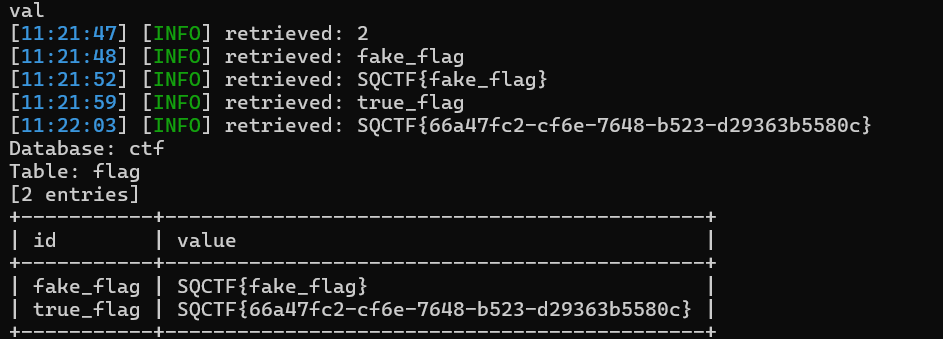 val
[11:21:47] [INFO] retrieved: 2
[11:21:48] [INFO] retrieved: fake_flag
[11:21:52] [INFO] retrieved: SQCTF{fake_flag}
[11:21:59] [INFO] retrieved: true_flag
[11:22:03] [INFO] retrieved: SQCTF{66a47fc2-cf6e-7648-b523-d29363b5580c}
Database: ctf
Table: flag
[2 entries]
+-----------+---------------------------------------------+
| id        | value                                       |
+-----------+---------------------------------------------+
| fake_flag | SQCTF{fake_flag}                            |
| true_flag | SQCTF{66a47fc2-cf6e-7648-b523-d29363b5580c} |
+-----------+---------------------------------------------+